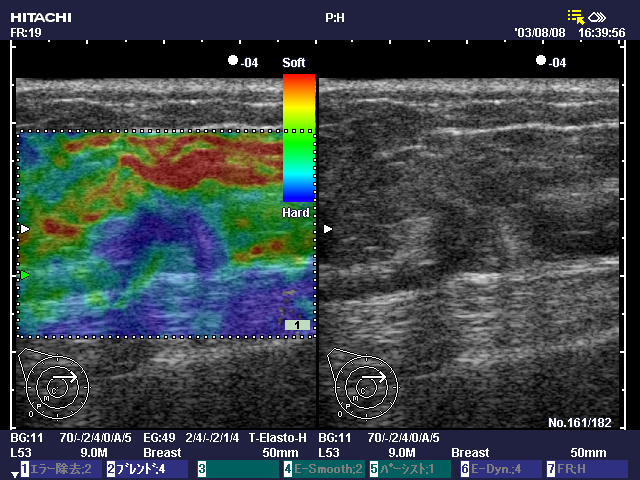 HITACHI P:H
FR:19 '03/08/08 16:39:56
-04 -04
Soft
Hard
1
No.161/182
BG:11 70/-/2/4/0/A/5 EG:49 2/4/-/2/1/4 T-Elasto-H BG:11 70/-/2/4/0/A/5
L53 9.0M Breast 50mm L53 9.0M Breast 50mm
1 エラー除去:2 2 ブレンド:4 3 4 E-Smooth:2 5 パーシスト:1 6 E-Dyn.:4 7 FR:H